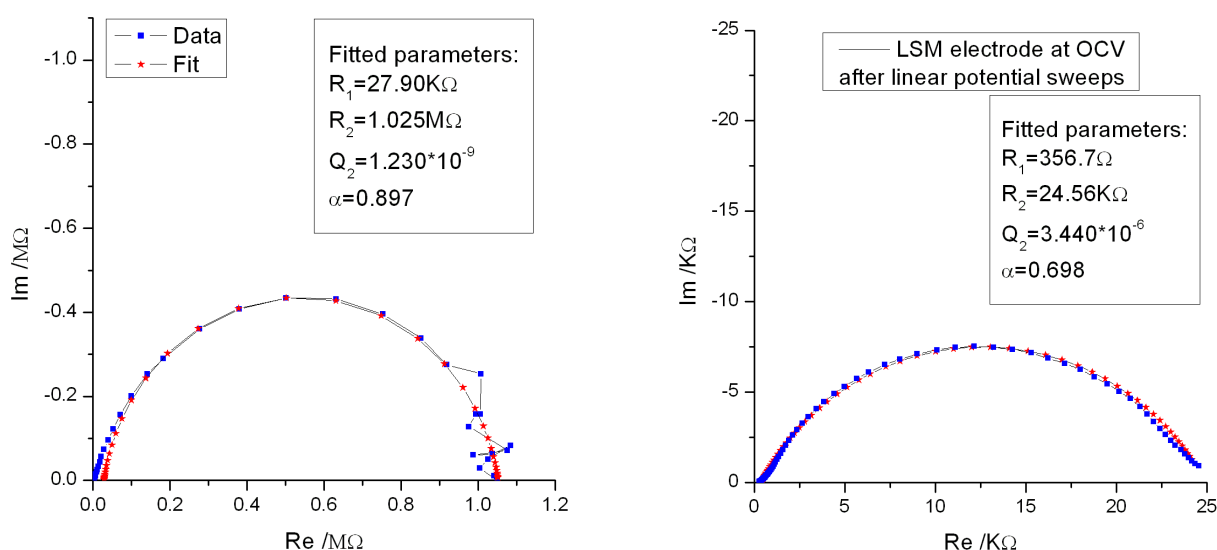 Data
Fit
Fitted parameters:
R₁=27.90KΩ
R₂=1.025MΩ
Q₂=1.230*10⁻⁹
α=0.897
-1.0
-0.8
-0.6
-0.4
-0.2
0.0
Im /MΩ
0.0 0.2 0.4 0.6 0.8 1.0 1.2
Re /MΩ
LSM electrode at OCV
after linear potential sweeps
Fitted parameters:
R₁=356.7Ω
R₂=24.56KΩ
Q₂=3.440*10⁻⁶
α=0.698
-25
-20
-15
-10
-5
0
Im /KΩ
0 5 10 15 20 25
Re /KΩ